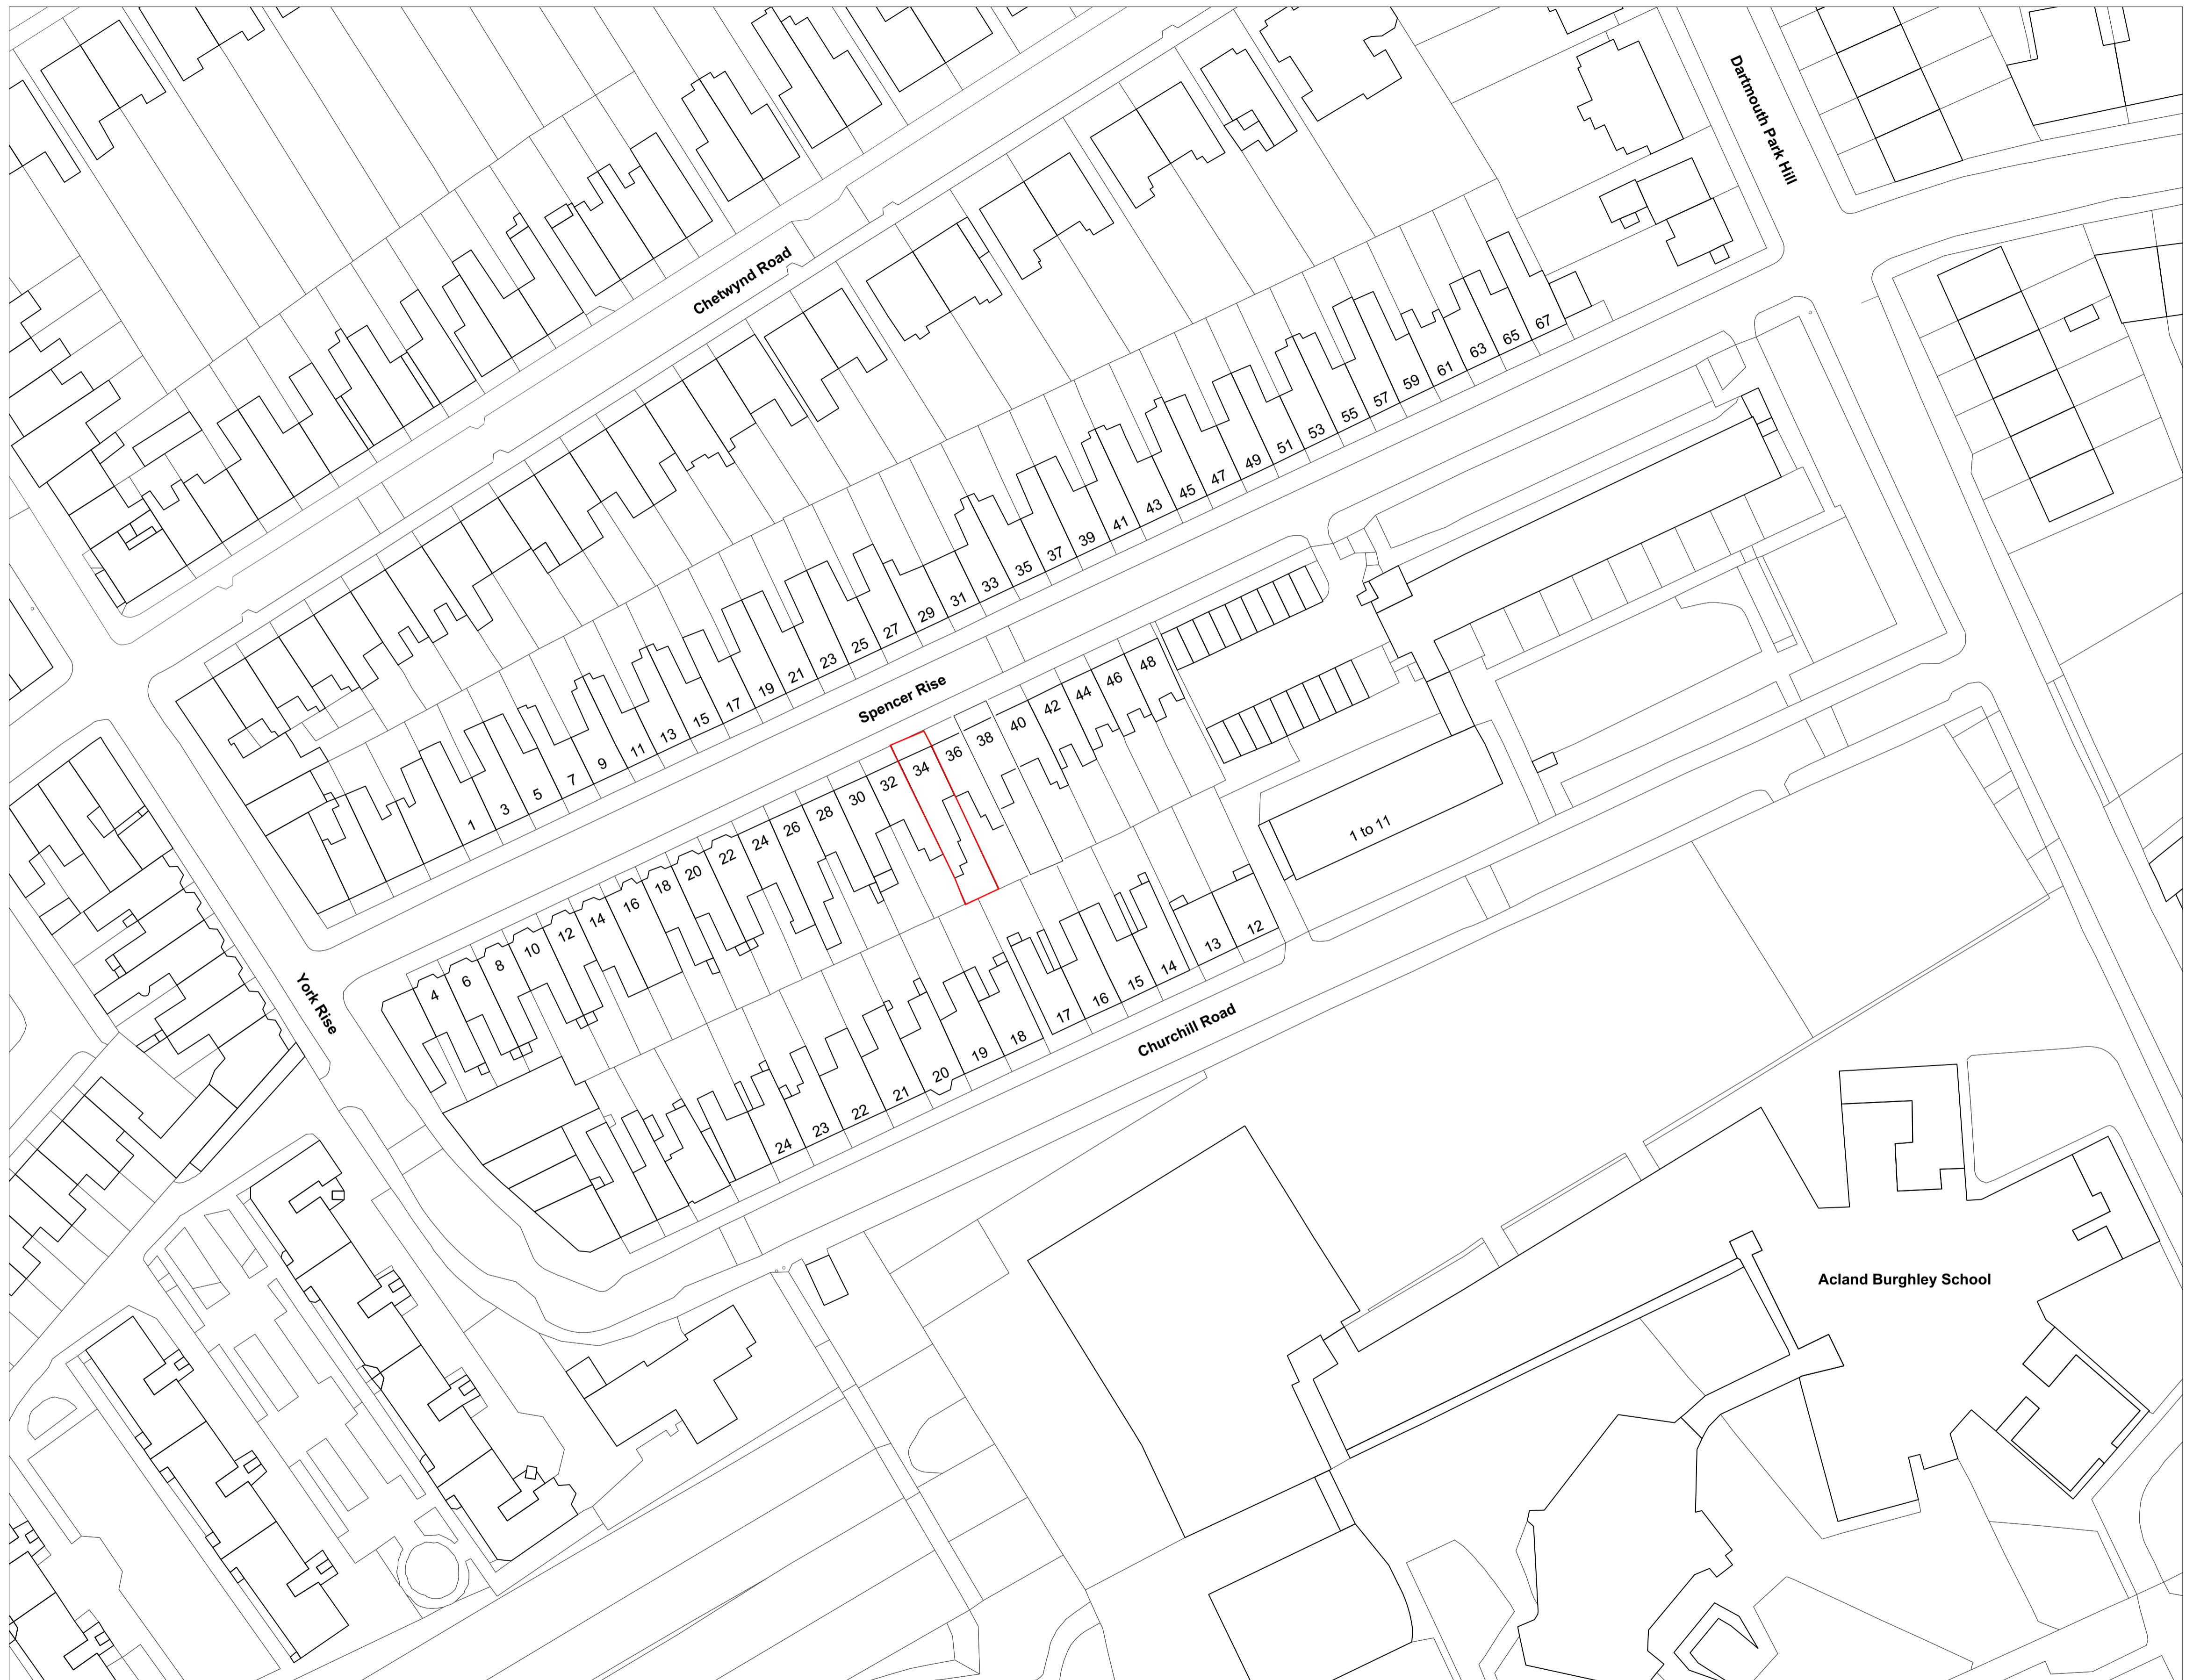 Dartmouth Park Hill
Chetwynd Road
1 3 5 7 9 11 13 15 17 19 21 23 25 27 29 31 33 35 37 39 41 43 45 47 49 51 53 55 57 59 61 63 65 67
Spencer Rise
4 6 8 10 12 14 16 18 20 22 24 26 28 30 32 34 36 38 40 42 44 46 48
1 to 11
York Rise
24 23 22 21 20 19 18 17 16 15 14 13 12
Churchill Road
Acland Burghley School